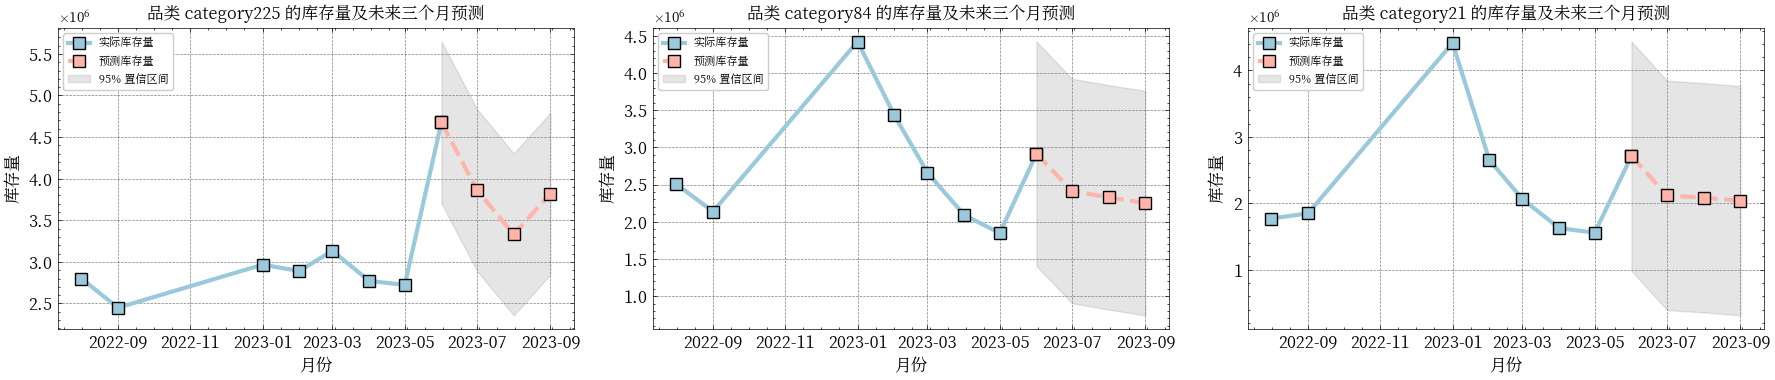 品类 category225 的库存量及未来三个月预测
×10⁶
实际库存量
预测库存量
95% 置信区间
5.5
5.0
4.5
4.0
3.5
3.0
2.5
库存量
2022-09 2022-11 2023-01 2023-03 2023-05 2023-07 2023-09
月份
品类 category84 的库存量及未来三个月预测
×10⁶
实际库存量
预测库存量
95% 置信区间
4.5
4.0
3.5
3.0
2.5
2.0
1.5
1.0
库存量
2022-09 2022-11 2023-01 2023-03 2023-05 2023-07 2023-09
月份
品类 category21 的库存量及未来三个月预测
×10⁶
实际库存量
预测库存量
95% 置信区间
4
3
2
1
库存量
2022-09 2022-11 2023-01 2023-03 2023-05 2023-07 2023-09
月份